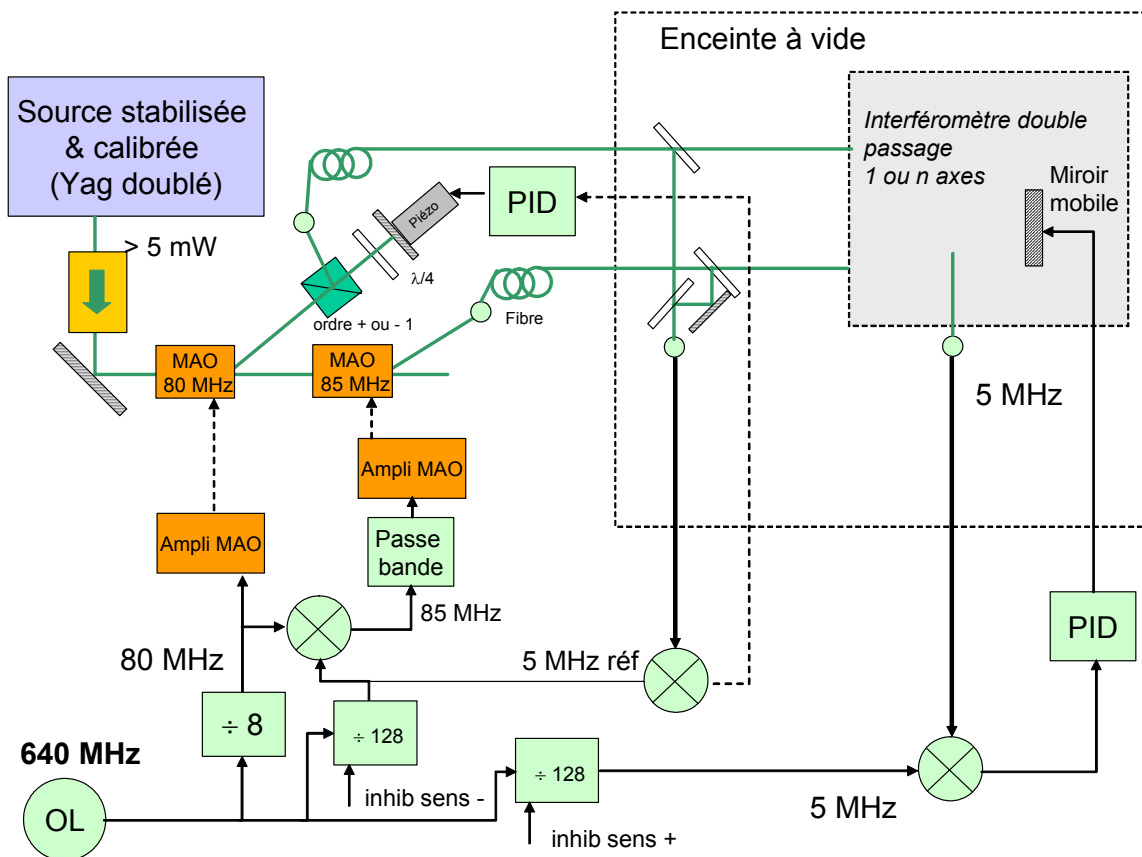 Enceinte à vide
Source stabilisée
& calibrée
(Yag doublé)
Interféromètre double
passage
1 ou n axes
Miroir
mobile
PID
Piézo
> 5 mW
λ/4
ordre + ou - 1
Fibre
MAO
80 MHz
MAO
85 MHz
5 MHz
Ampli MAO
Ampli MAO
Passe
bande
85 MHz
PID
80 MHz
5 MHz réf
÷ 8
÷ 128
640 MHz
÷ 128
OL
inhib sens -
5 MHz
inhib sens +